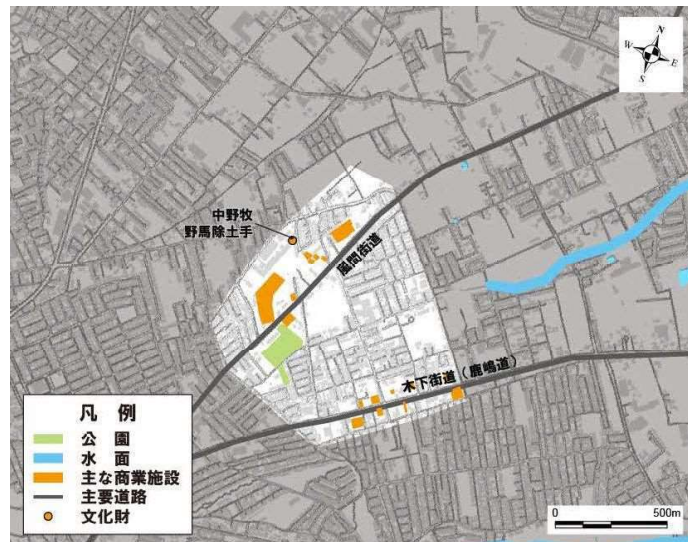 N
W
E
S
中野牧
野馬除土手
風間街道
木下街道（鹿嶋道）
凡　例
公　園
水　面
主な商業施設
主要道路
文化財
0
500m